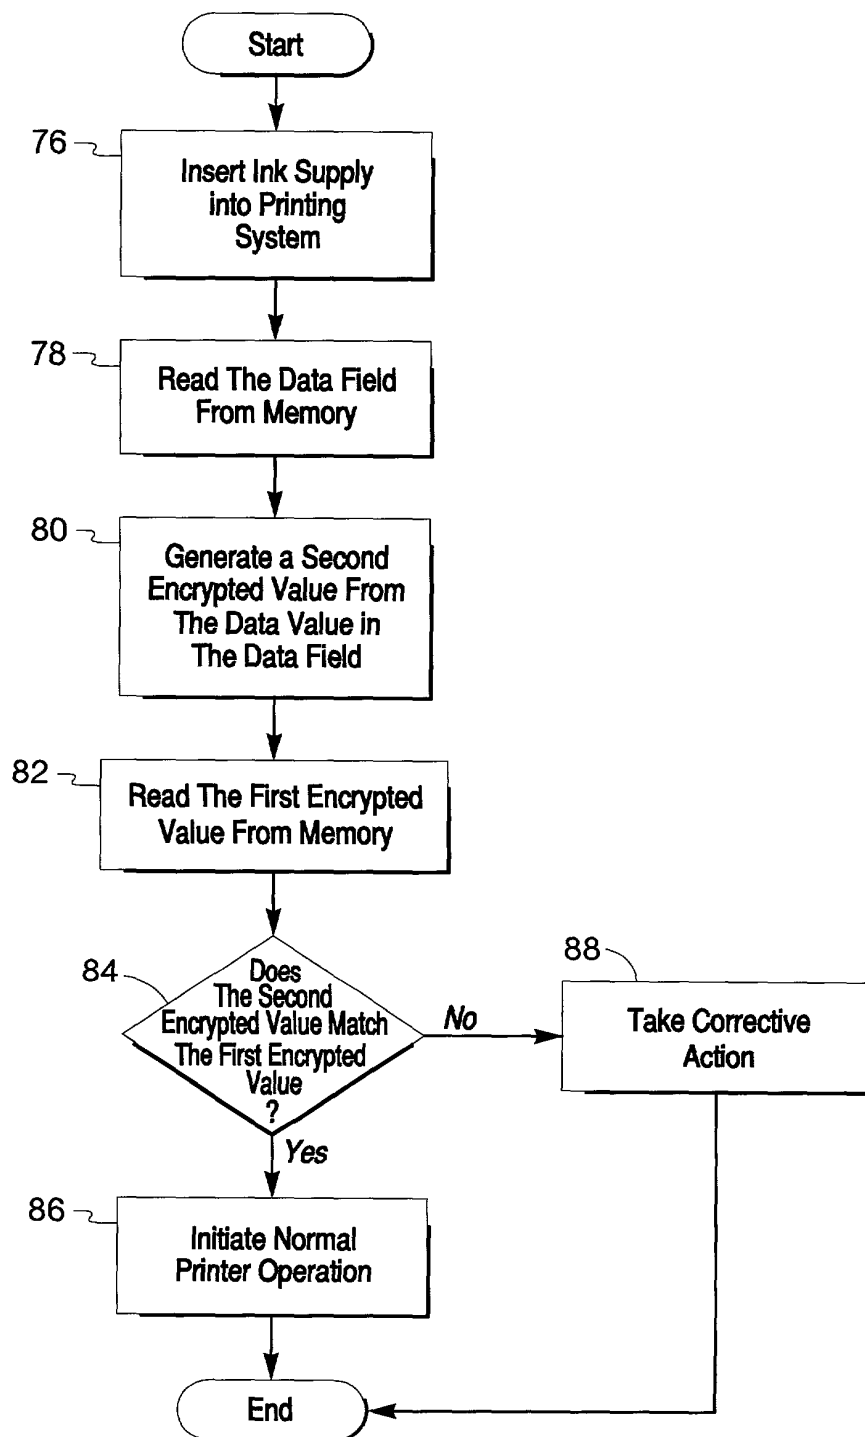 Start
76
Insert Ink Supply
into Printing
System
78
Read The Data Field
From Memory
80
Generate a Second
Encrypted Value From
The Data Value in
The Data Field
82
Read The First Encrypted
Value From Memory
84
Does
The Second
Encrypted Value Match
The First Encrypted
Value
?
No
88
Take Corrective
Action
Yes
86
Initiate Normal
Printer Operation
End